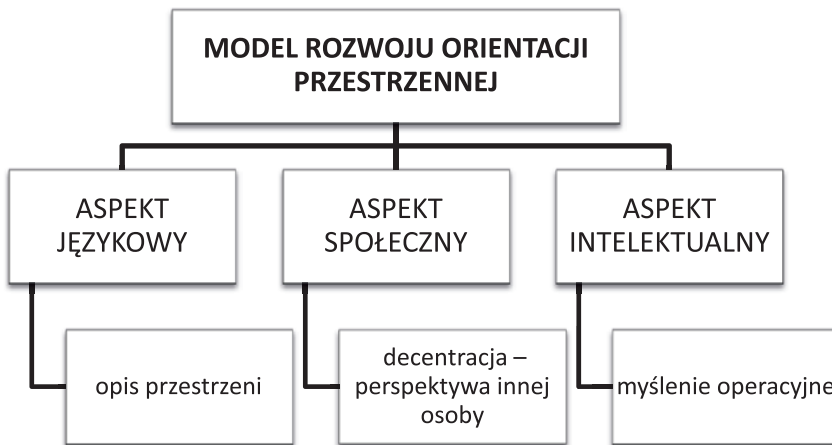 MODEL ROZWOJU ORIENTACJI
PRZESTRZENNEJ
ASPEKT
JĘZYKOWY
ASPEKT
SPOŁECZNY
ASPEKT
INTELEKTUALNY
opis przestrzeni
decentracja –
perspektywa innej
osoby
myślenie operacyjne